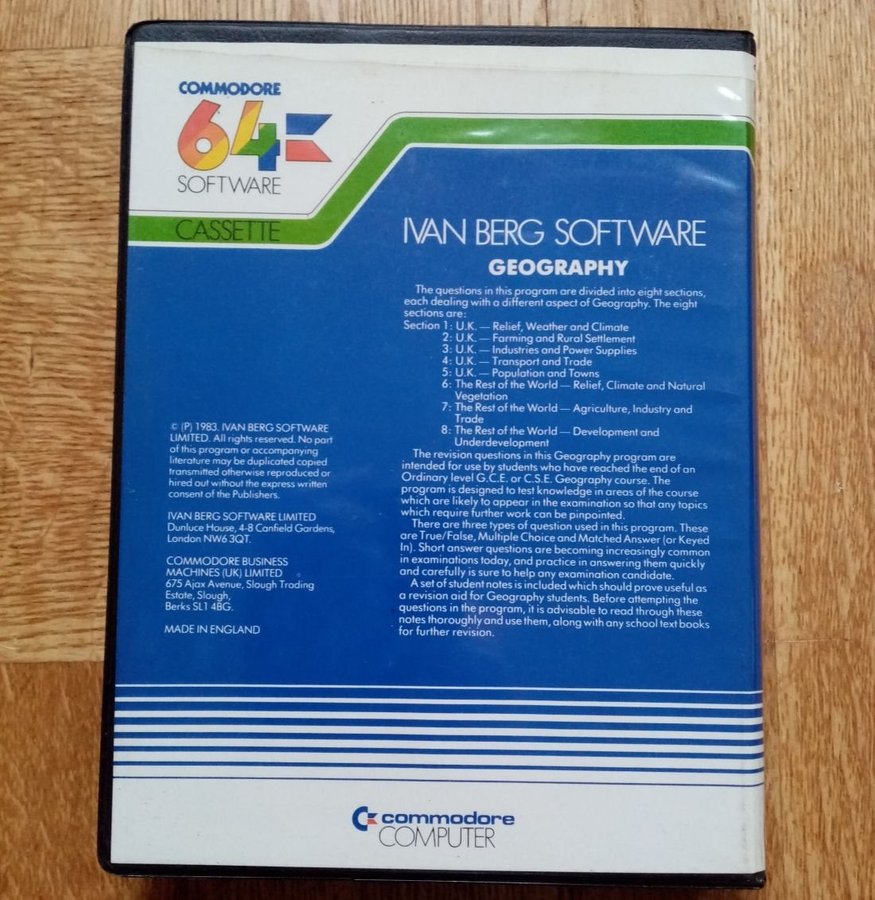 COMMODORE
64
SOFTWARE
CASSETTE
IVAN BERG SOFTWARE
GEOGRAPHY
The questions in this program are divided into eight sections,
each dealing with a different aspect of Geography. The eight
sections are:
Section 1: U.K. — Relief, Weather and Climate
2: U.K. — Farming and Rural Settlement
3: U.K. — Industries and Power Supplies
4: U.K. — Transport and Trade
5: U.K. — Population and Towns
6: The Rest of the World — Relief, Climate and Natural
Vegetation
7: The Rest of the World — Agriculture, Industry and
Trade
8: The Rest of the World — Development and
Underdevelopment
The revision questions in this Geography program are
intended for use by students who have reached the end of an
Ordinary level G.C.E. or C.S.E. Geography course. The
program is designed to test knowledge in areas of the course
which are likely to appear in the examination so that any topics
which require further work can be pinpointed.
There are three types of question used in this program. These
are True/False, Multiple Choice and Matched Answer (or Keyed
In). Short answer questions are becoming increasingly common
in examinations today, and practice in answering them quickly
and carefully is sure to help any examination candidate.
A set of student notes is included which should prove useful as
a revision aid for Geography students. Before attempting the
questions in the program, it is advisable to read through these
notes thoroughly and use them, along with any school text books
for further revision.
© (P) 1983. IVAN BERG SOFTWARE
LIMITED. All rights reserved. No part
of this program or accompanying
literature may be duplicated copied
transmitted otherwise reproduced or
hired out without the express written
consent of the Publishers.
IVAN BERG SOFTWARE LIMITED
Dunluce House, 4-8 Canfield Gardens,
London NW6 3QT.
COMMODORE BUSINESS
MACHINES (UK) LIMITED
675 Ajax Avenue, Slough Trading
Estate, Slough,
Berks SL1 4BG.
MADE IN ENGLAND
commodore
COMPUTER